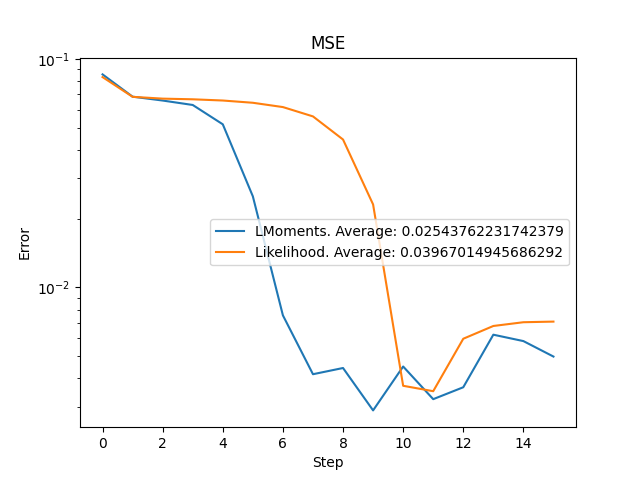 MSE
10⁻¹
10⁻²
Error
LMoments. Average: 0.02543762231742379
Likelihood. Average: 0.03967014945686292
0 2 4 6 8 10 12 14
Step